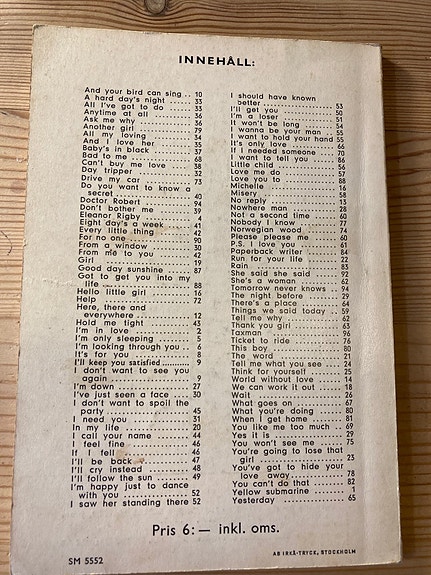 INNEHÅLL:
And your bird can sing .. 10
A hard day's night ....... 33
All I've got to do ........ 33
Anytime at all ........... 36
Ask me why ............. 36
Another girl .............. 79
All my loving ............ 34
And I love her .......... 35
Baby's in black .......... 37
Bad to me ............... 68
Can't buy me love ....... 38
Day tripper .............. 32
Drive my car ............ 73
Do you want to know a
secret .................. 40
Doctor Robert ............ 94
Don't bother me ......... 39
Eleanor Rigby ............ 4
Eight day's a week ....... 41
Every little thing ........ 42
For no one .............. 90
From a window .......... 30
From me to you ......... 42
Girl ..................... 19
Good day sunshine ....... 87
Got to get you into my
life ..................... 88
Hello little girl .......... 16
Help ..................... 72
Here, there and
everywhere ............. 12
Hold me tight ............ 43
I'm in love .............. 2
I'm only sleeping ......... 5
I'm looking through you . 6
It's for you .............. 8
I'll keep you satisfied ...... 9
I don't want to see you
again ................... 9
I'm down ................ 27
I've just seen a face .... 30
I don't want to spoil the
party ................... 45
I need you .............. 31
In my life ................ 20
I call your name ........ 44
I feel fine ............... 46
If I fell ................. 46
I'll be back .............. 47
I'll cry instead .......... 48
I'll follow the sun ....... 49
I'm happy just to dance
with you ............... 52
I saw her standing there 52
I should have known
better .................. 53
I'll get you .............. 50
I'm a loser .............. 51
It won't be long ......... 54
I wanna be your man .. 55
I want to hold your hand 55
It's only love ............ 66
If I needed someone ..... 70
I want to tell you ....... 86
Little child .............. 56
Love me do ............. 57
Love you to ............. 88
Michelle ................. 16
Misery ................... 58
No reply ................. 13
Nowhere man ........... 28
Not a second time ...... 60
Nobody I know ......... 77
Norwegian wood ........ 74
Please please me ........ 60
P.S. I love you .......... 61
Paperback writer ......... 84
Run for your life ........ 22
Rain ..................... 83
She said she said ........ 92
She's a woman .......... 62
Tomorrow never knows .. 94
The night before ......... 29
There's a place .......... 64
Things we said today .... 59
Tell me why ............. 62
Thank you girl .......... 63
Taxman .................. 96
Ticket to ride ............ 76
This boy ................. 80
The word ................ 21
Tell me what you see ... 24
Think for yourself ....... 25
World without love ...... 14
We can work it out ..... 18
Wait ..................... 26
What goes on ........... 67
What you're doing ....... 80
When I get home ....... 81
You like me too much .. 69
Yes it is ................. 29
You won't see me ....... 75
You're going to lose that
girl ..................... 23
You've got to hide your
love away............... 78
You can't do that ........ 82
Yellow submarine ........ 1
Yesterday ................ 65
Pris 6: — inkl. oms.
SM 5552
AB IRKÅ-TRYCK, STOCKHOLM